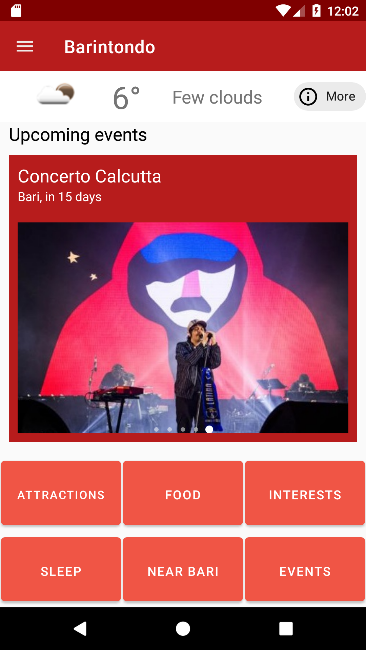 12:02
Barintondo
6°
Few clouds
More
Upcoming events
Concerto Calcutta
Bari, in 15 days
ATTRACTIONS
FOOD
INTERESTS
SLEEP
NEAR BARI
EVENTS